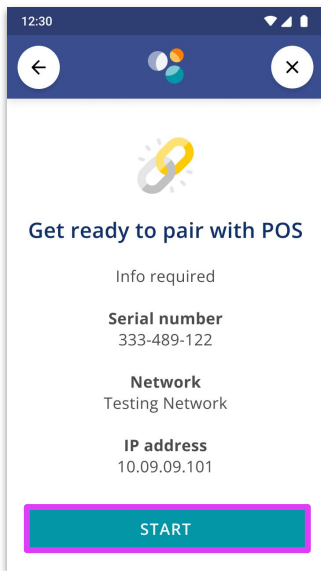 12:30
Get ready to pair with POS
Info required
Serial number
333-489-122
Network
Testing Network
IP address
10.09.09.101
START